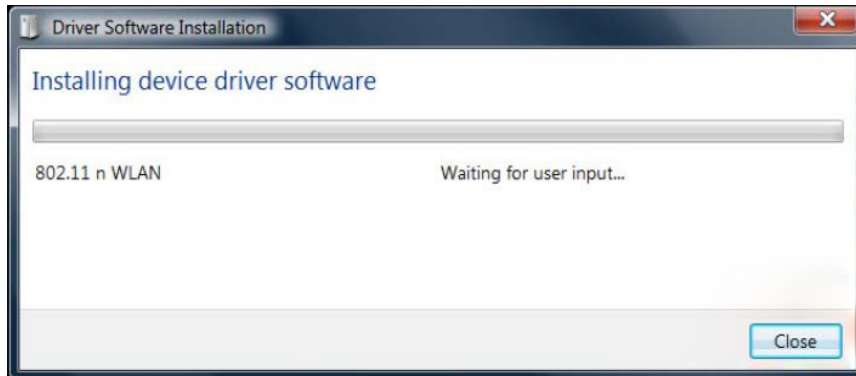 Driver Software Installation
Installing device driver software
802.11 n WLAN Waiting for user input...
Close